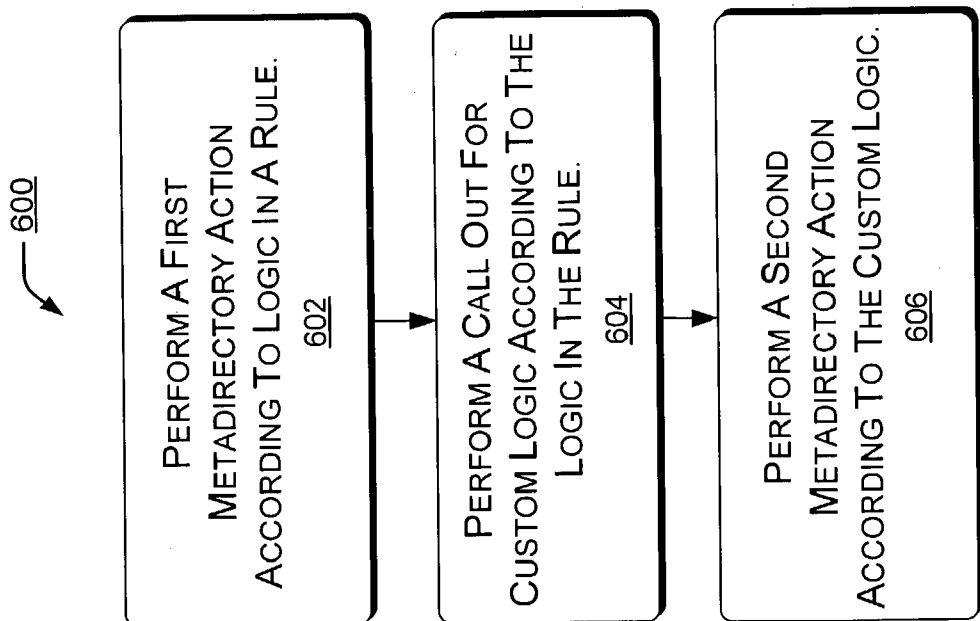 600
PERFORM A FIRST
METADIRECTORY ACTION
ACCORDING TO LOGIC IN A RULE.
602
PERFORM A CALL OUT FOR
CUSTOM LOGIC ACCORDING TO THE
LOGIC IN THE RULE.
604
PERFORM A SECOND
METADIRECTORY ACTION
ACCORDING TO THE CUSTOM LOGIC.
606